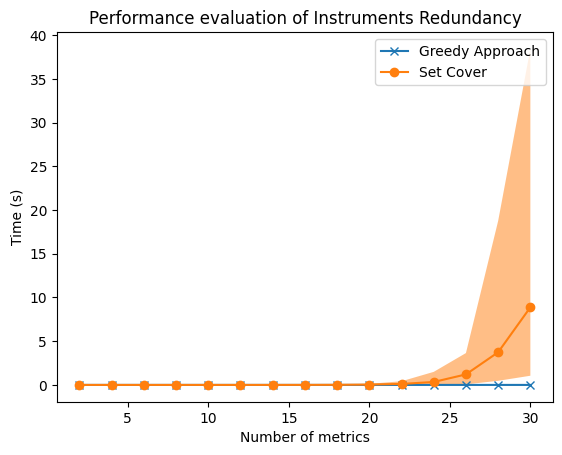 Performance evaluation of Instruments Redundancy
Greedy Approach
Set Cover
40
35
30
25
20
15
10
5
0
Time (s)
5 10 15 20 25 30
Number of metrics